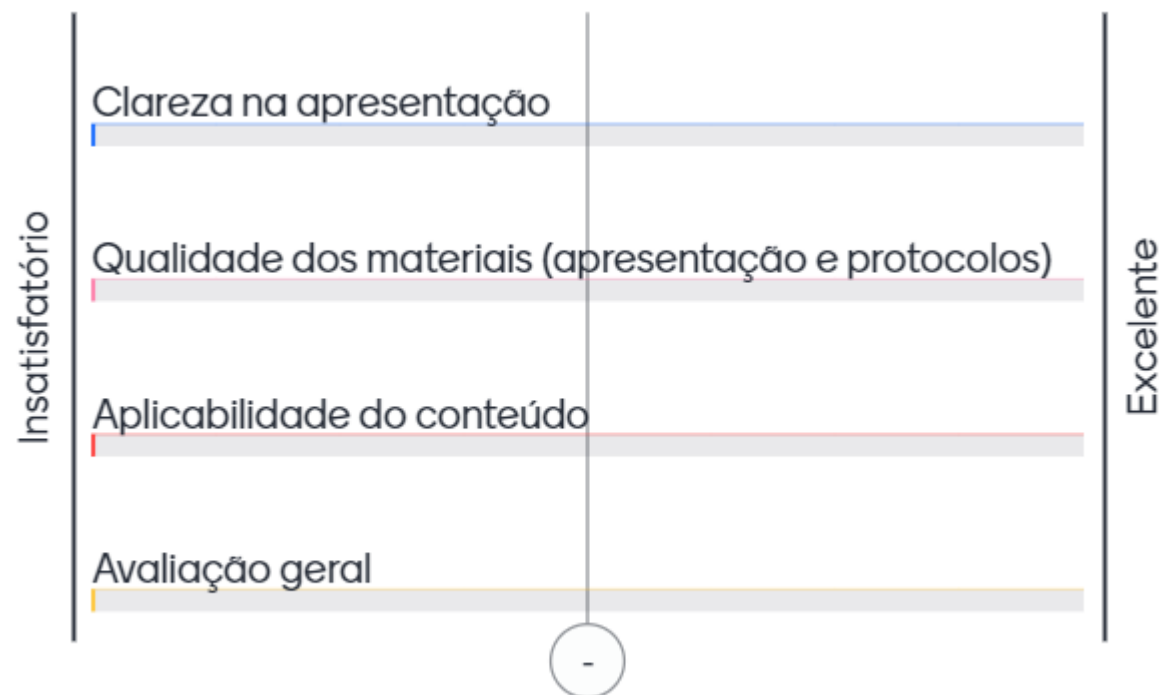 Clareza na apresentação
Qualidade dos materiais (apresentação e protocolos)
Aplicabilidade do conteúdo
Avaliação geral
Insatisfatório
Excelente
-